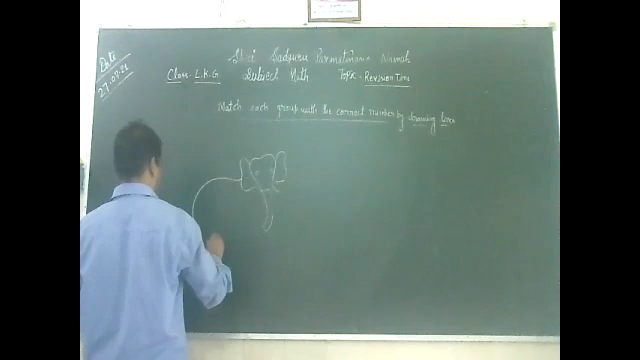 Shri Sadguru Parmatmane Namah
Date
27-09-21
Class - L.K.G Subject Math Topic - Revision Time
Match each group with the correct number by drawing lines